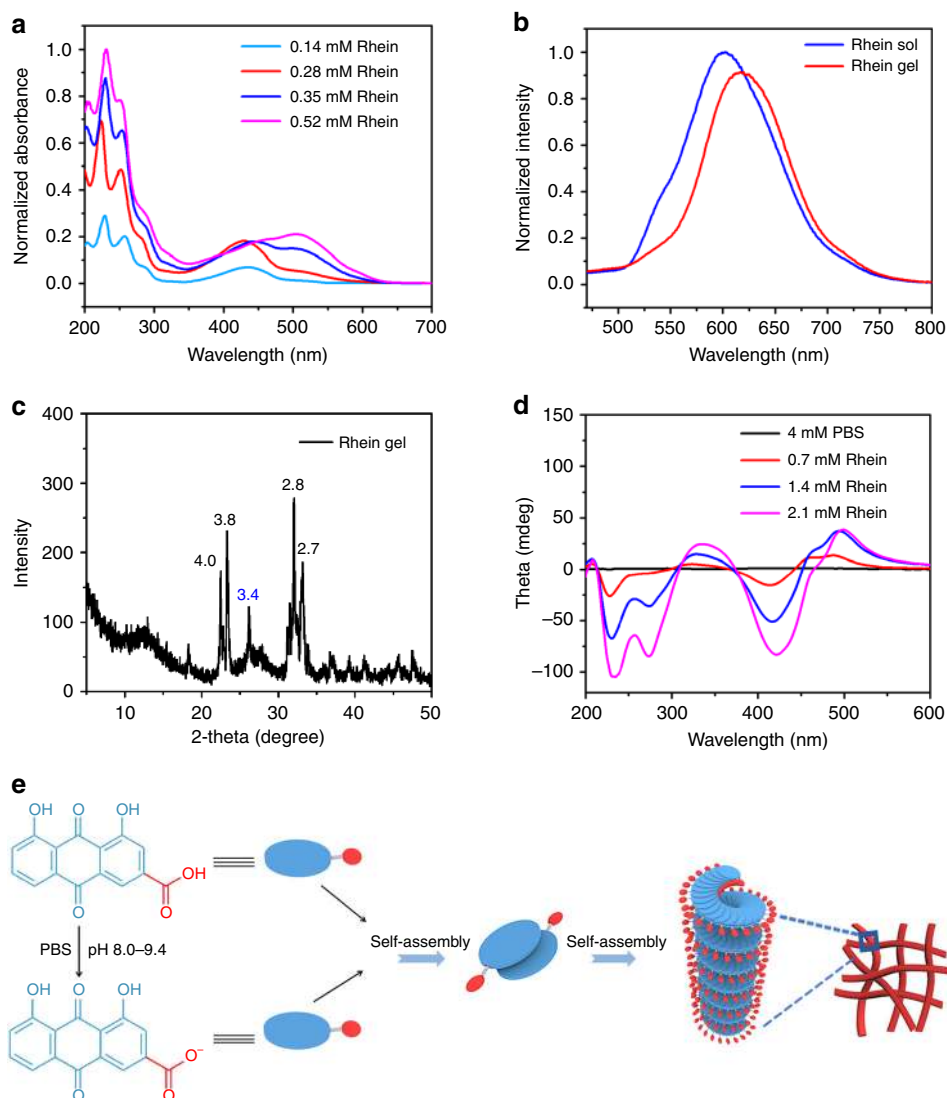 a
0.14 mM Rhein
0.28 mM Rhein
0.35 mM Rhein
0.52 mM Rhein
1.0
0.8
0.6
0.4
0.2
0.0
Normalized absorbance
200 300 400 500 600 700
Wavelength (nm)
b
Rhein sol
Rhein gel
1.0
0.8
0.6
0.4
0.2
0.0
Normalized intensity
500 550 600 650 700 750 800
Wavelength (nm)
c
Rhein gel
400
300
200
100
0
Intensity
4.0
3.8
3.4
2.8
2.7
10 20 30 40 50
2-theta (degree)
d
4 mM PBS
0.7 mM Rhein
1.4 mM Rhein
2.1 mM Rhein
150
100
50
0
−50
−100
Theta (mdeg)
200 300 400 500 600
Wavelength (nm)
e
OH O OH
OH
O
O
PBS pH 8.0–9.4
Self-assembly
Self-assembly
O OH
OH
O−
O
O